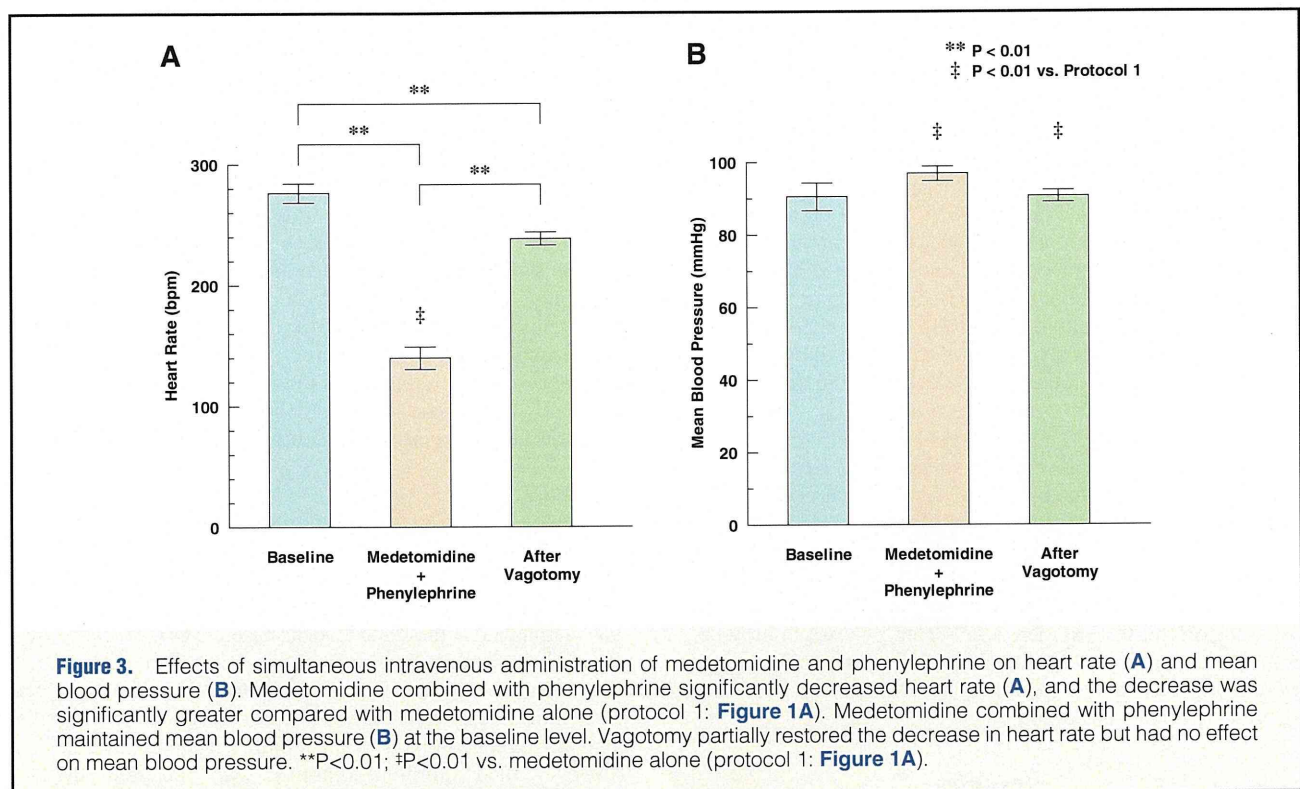 A
B
** P < 0.01
‡ P < 0.01 vs. Protocol 1
**
**
**
‡
‡
‡
300
200
100
0
Heart Rate (bpm)
Baseline
Medetomidine
+
Phenylephrine
After
Vagotomy
100
80
60
40
20
0
Mean Blood Pressure (mmHg)
Baseline
Medetomidine
+
Phenylephrine
After
Vagotomy
Figure 3. Effects of simultaneous intravenous administration of medetomidine and phenylephrine on heart rate (A) and mean
blood pressure (B). Medetomidine combined with phenylephrine significantly decreased heart rate (A), and the decrease was
significantly greater compared with medetomidine alone (protocol 1: Figure 1A). Medetomidine combined with phenylephrine
maintained mean blood pressure (B) at the baseline level. Vagotomy partially restored the decrease in heart rate but had no effect
on mean blood pressure. **P<0.01; ‡P<0.01 vs. medetomidine alone (protocol 1: Figure 1A).